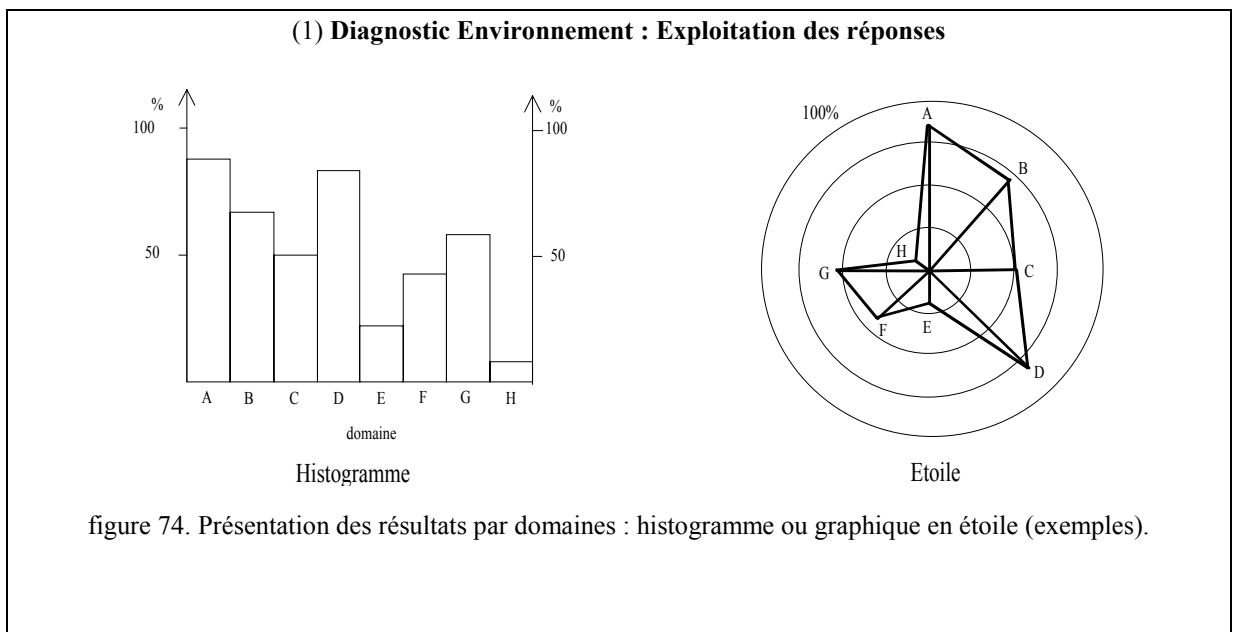 (1) Diagnostic Environnement : Exploitation des réponses
%
100
50
A B C D E F G H
domaine
Histogramme
%
100
50
100%
A
B
C
D
E
F
G
H
Etoile
figure 74. Présentation des résultats par domaines : histogramme ou graphique en étoile (exemples).